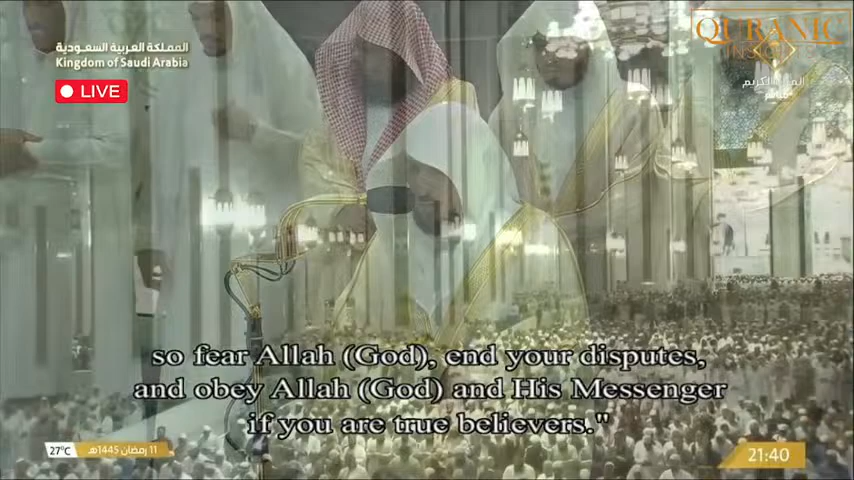 المملكة العربية السعودية
Kingdom of Saudi Arabia
LIVE
QURANIC
so fear Allah (God), end your disputes,
and obey Allah (God) and His Messenger
if you are true believers."
27°C
11 رمضان 1445هـ
21:40